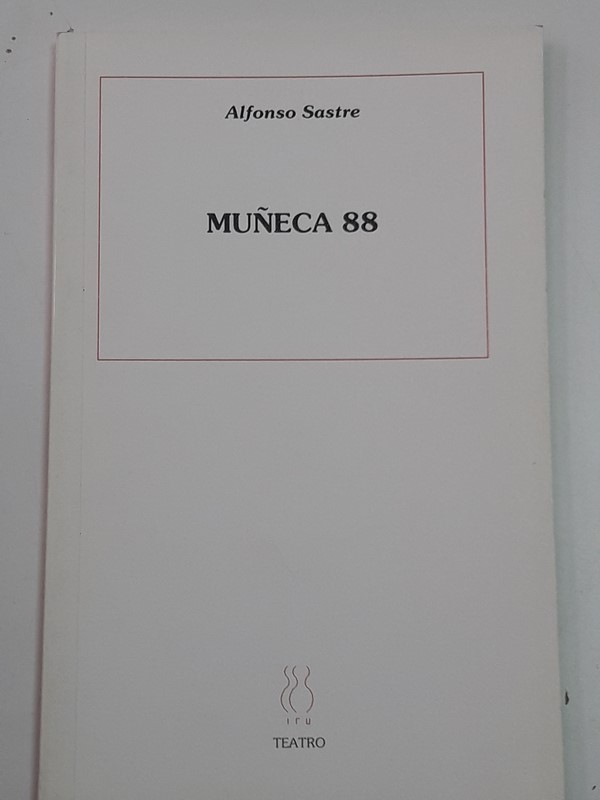 Alfonso Sastre
MUÑECA 88
iru
TEATRO